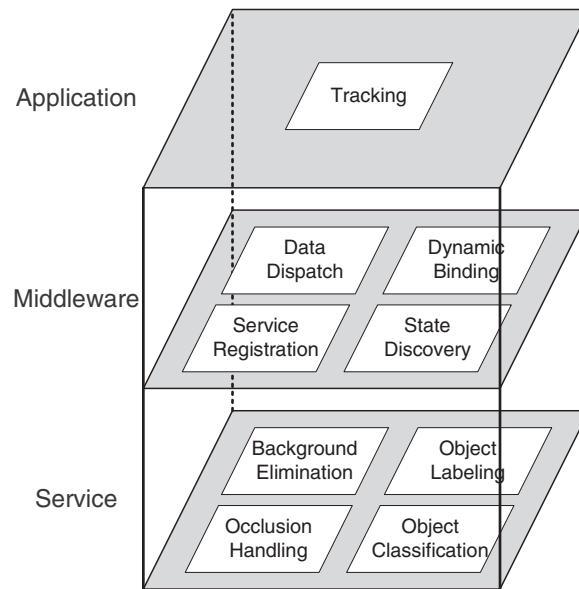 Application
Tracking
Middleware
Data
Dispatch
Dynamic
Binding
Service
Registration
State
Discovery
Service
Background
Elimination
Object
Labeling
Occlusion
Handling
Object
Classification